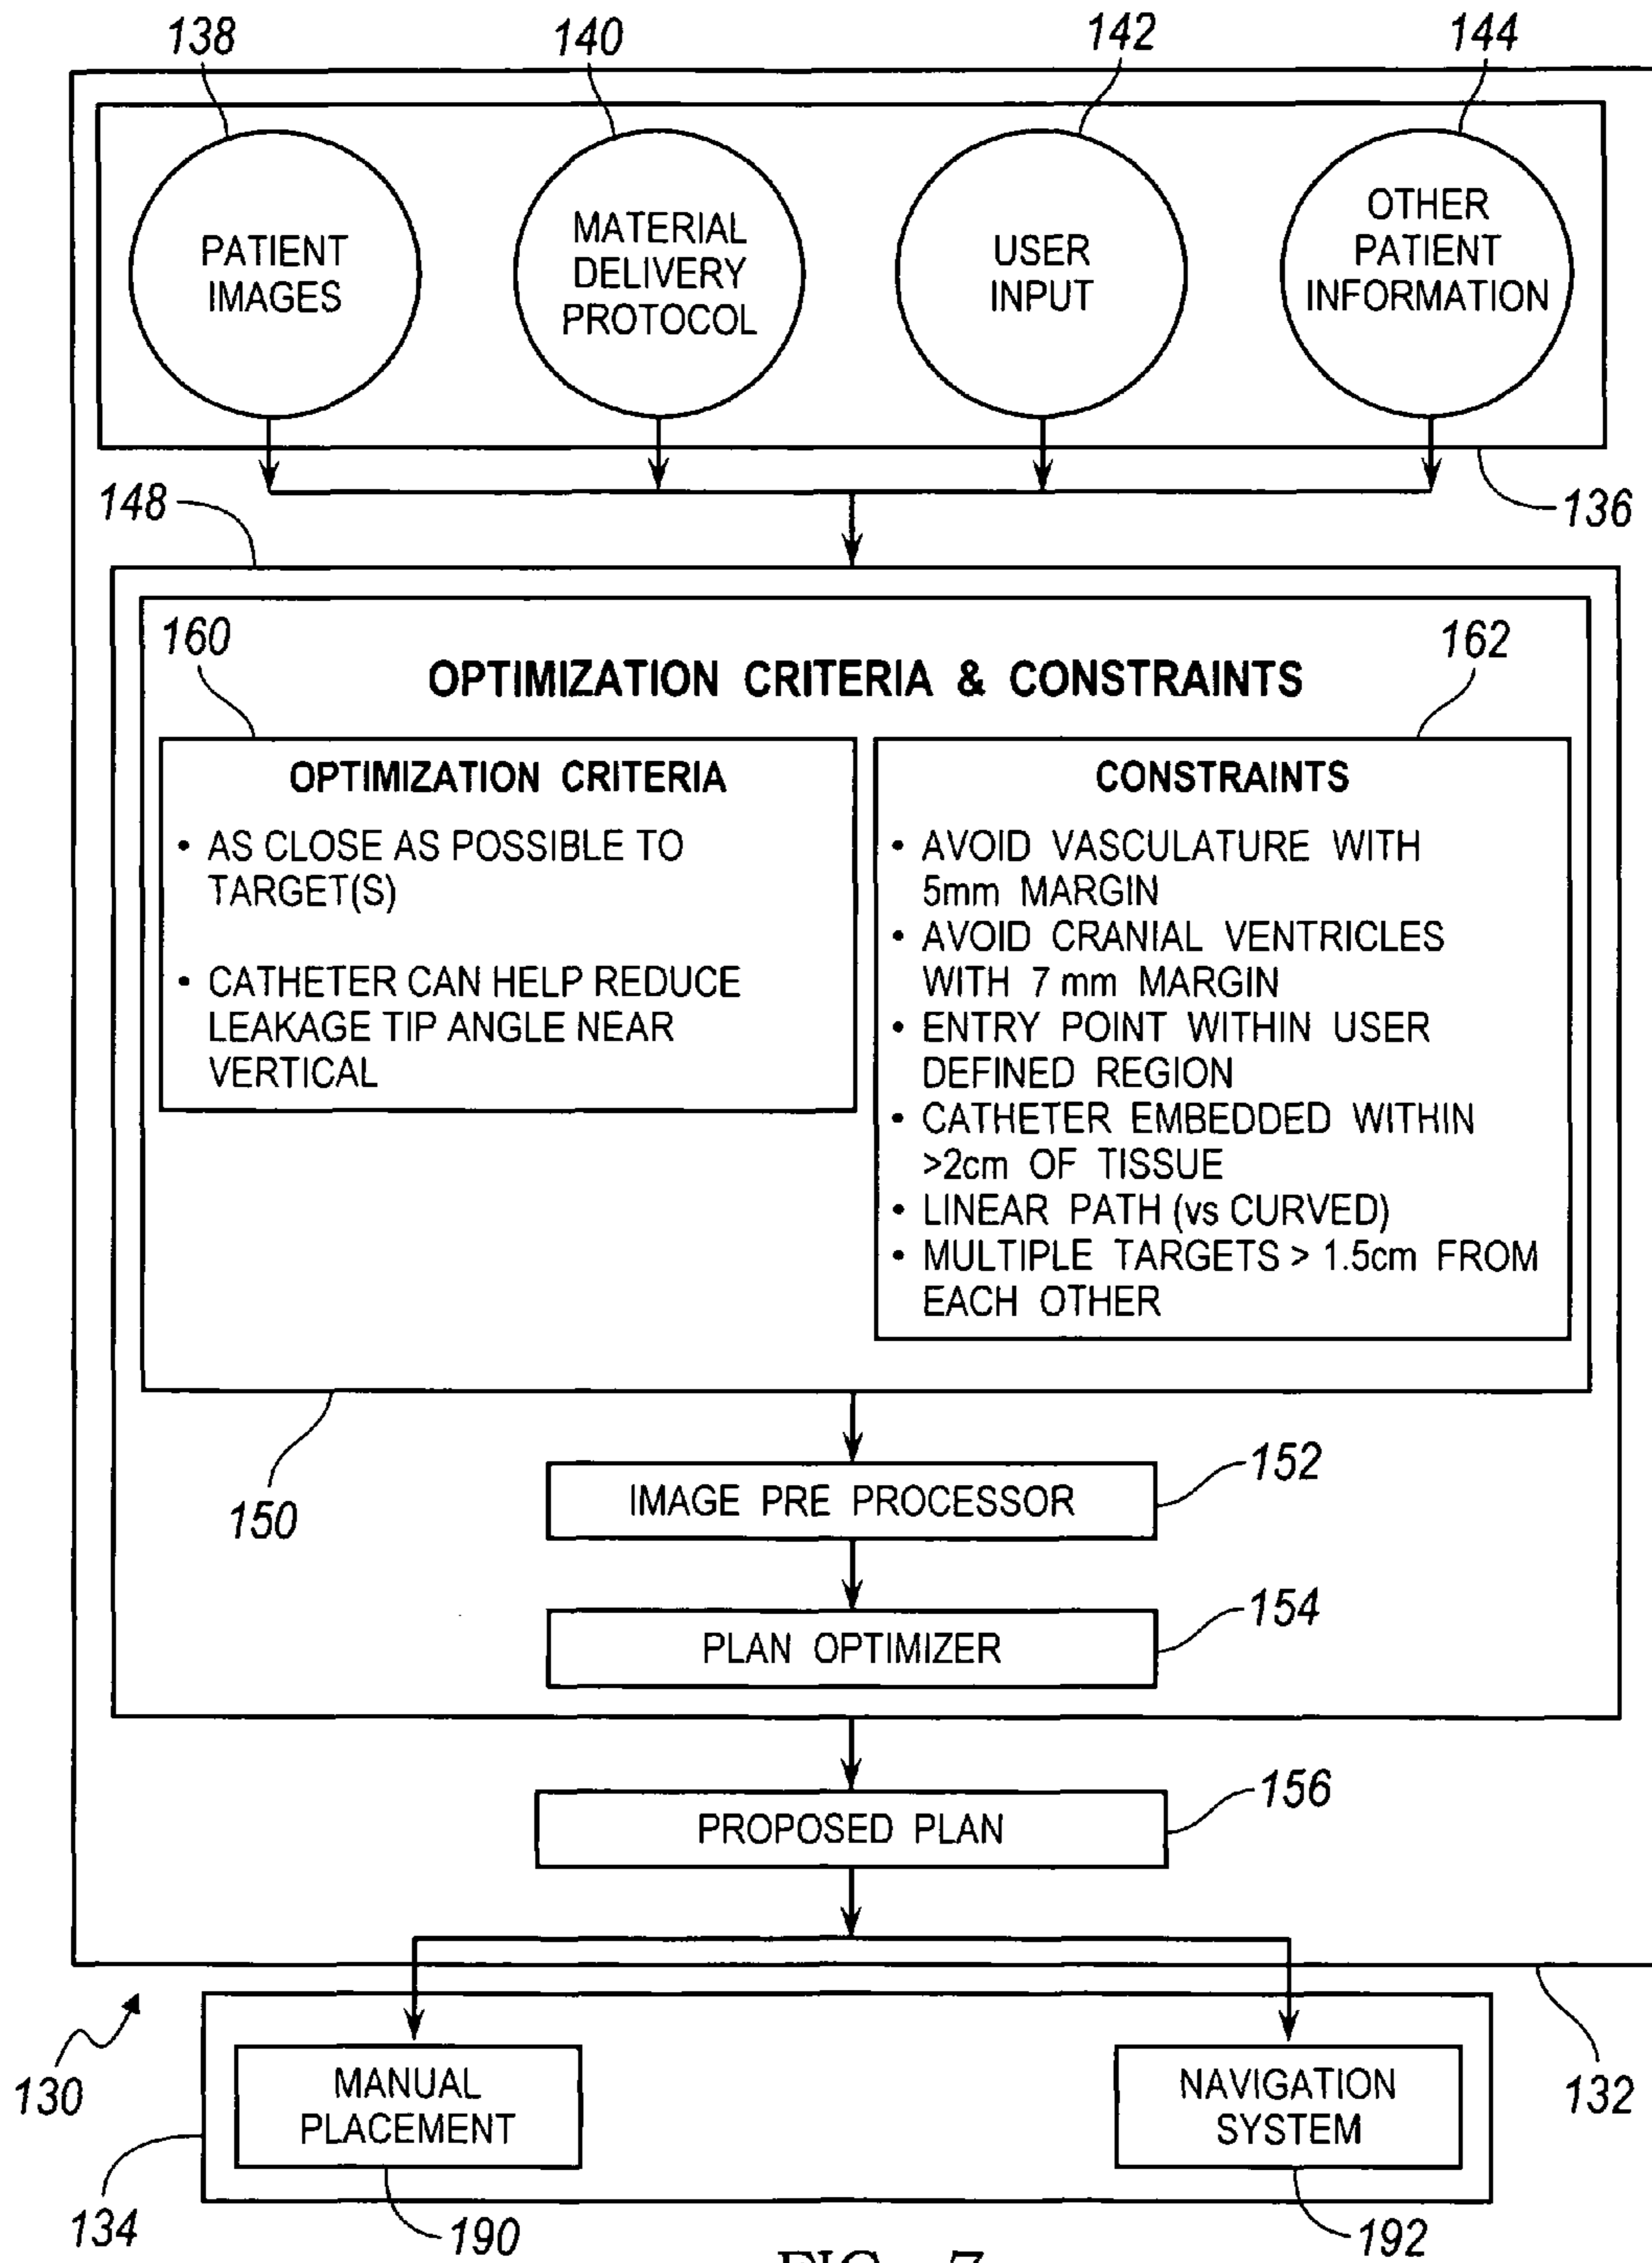 138 140 142 144
PATIENT
IMAGES
MATERIAL
DELIVERY
PROTOCOL
USER
INPUT
OTHER
PATIENT
INFORMATION
136
148
160
162
OPTIMIZATION CRITERIA & CONSTRAINTS
OPTIMIZATION CRITERIA
• AS CLOSE AS POSSIBLE TO
TARGET(S)
• CATHETER CAN HELP REDUCE
LEAKAGE TIP ANGLE NEAR
VERTICAL
CONSTRAINTS
• AVOID VASCULATURE WITH
5mm MARGIN
• AVOID CRANIAL VENTRICLES
WITH 7 mm MARGIN
• ENTRY POINT WITHIN USER
DEFINED REGION
• CATHETER EMBEDDED WITHIN
>2cm OF TISSUE
• LINEAR PATH (vs CURVED)
• MULTIPLE TARGETS > 1.5cm FROM
EACH OTHER
150
IMAGE PRE PROCESSOR
152
PLAN OPTIMIZER
154
PROPOSED PLAN
156
130
132
MANUAL
PLACEMENT
NAVIGATION
SYSTEM
134
190
192
FIG. 7